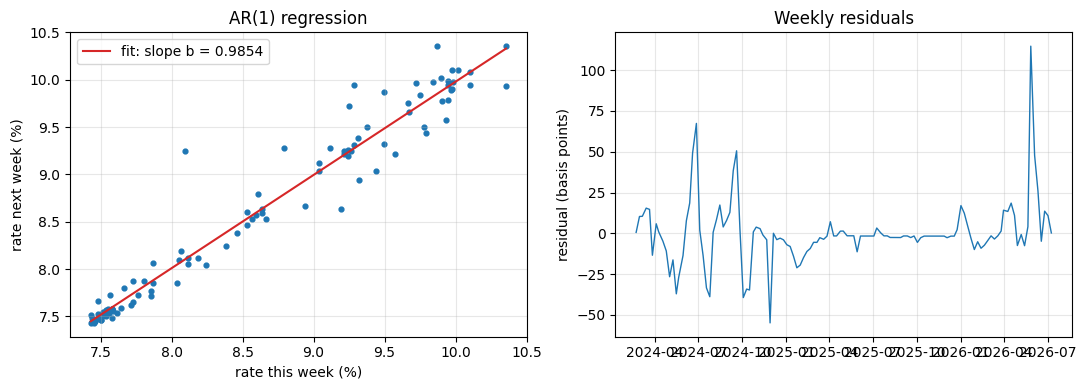 AR(1) regression
fit: slope b = 0.9854
rate next week (%)
10.5
10.0
9.5
9.0
8.5
8.0
7.5
7.5 8.0 8.5 9.0 9.5 10.0 10.5
rate this week (%)
Weekly residuals
residual (basis points)
100
75
50
25
0
−25
−50
2024-04 2024-07 2024-10 2025-01 2025-04 2025-07 2025-10 2026-01 2026-04 2026-07